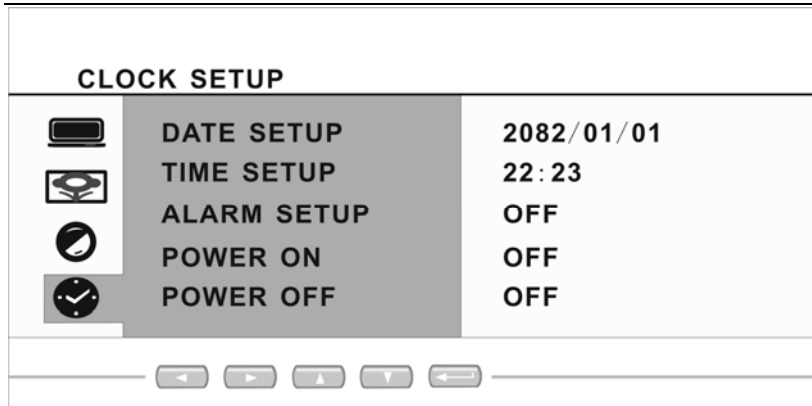 CLOCK SETUP
DATE SETUP 2082/01/01
TIME SETUP 22:23
ALARM SETUP OFF
POWER ON OFF
POWER OFF OFF